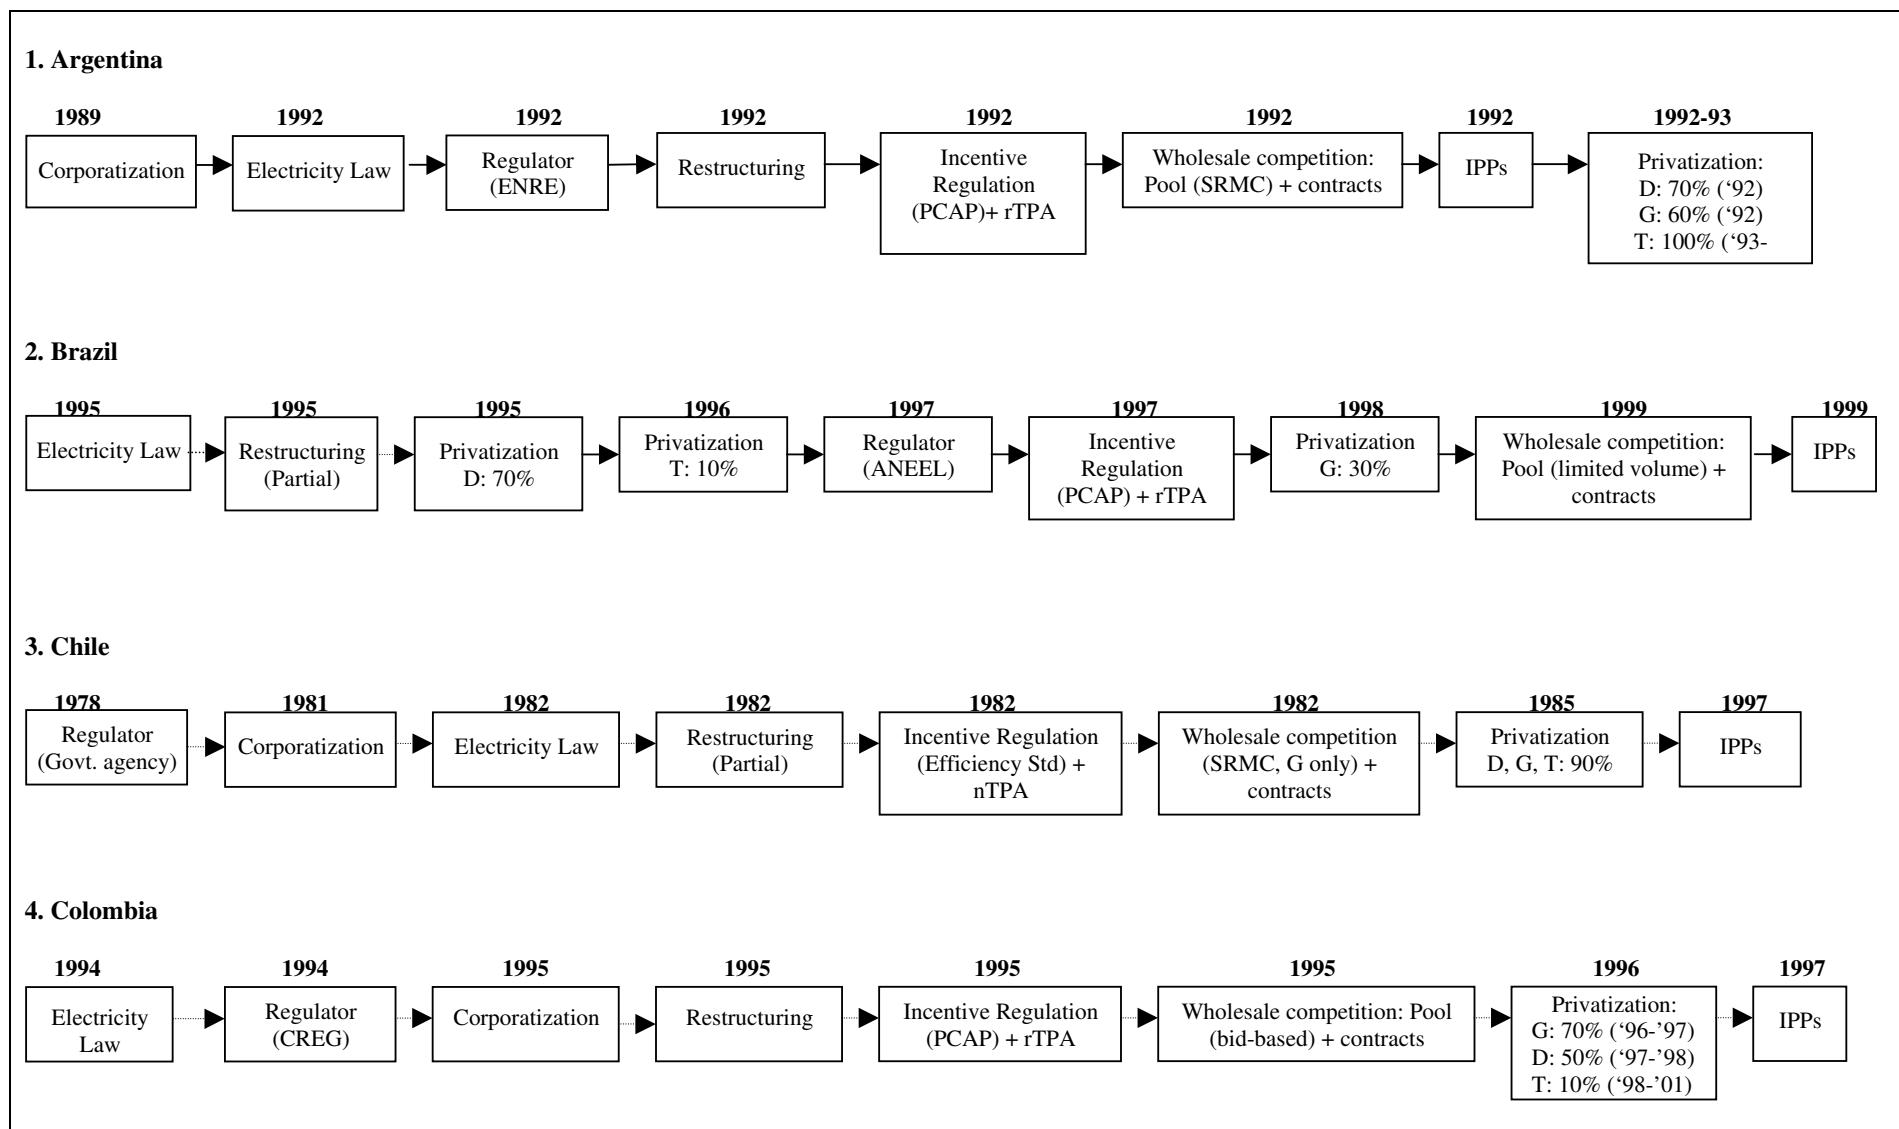 1. Argentina
1989
Corporatization
1992
Electricity Law
1992
Regulator
(ENRE)
1992
Restructuring
1992
Incentive
Regulation
(PCAP)+ rTPA
1992
Wholesale competition:
Pool (SRMC) + contracts
1992
IPPs
1992-93
Privatization:
D: 70% (‘92)
G: 60% (‘92)
T: 100% (‘93-
2. Brazil
1995
Electricity Law
1995
Restructuring
(Partial)
1995
Privatization
D: 70%
1996
Privatization
T: 10%
1997
Regulator
(ANEEL)
1997
Incentive
Regulation
(PCAP) + rTPA
1998
Privatization
G: 30%
1999
Wholesale competition:
Pool (limited volume) +
contracts
1999
IPPs
3. Chile
1978
Regulator
(Govt. agency)
1981
Corporatization
1982
Electricity Law
1982
Restructuring
(Partial)
1982
Incentive Regulation
(Efficiency Std) +
nTPA
1982
Wholesale competition
(SRMC, G only) +
contracts
1985
Privatization
D, G, T: 90%
1997
IPPs
4. Colombia
1994
Electricity
Law
1994
Regulator
(CREG)
1995
Corporatization
1995
Restructuring
1995
Incentive Regulation
(PCAP) + rTPA
1995
Wholesale competition: Pool
(bid-based) + contracts
1996
Privatization:
G: 70% (‘96-’97)
D: 50% (‘97-’98)
T: 10% (‘98-’01)
1997
IPPs